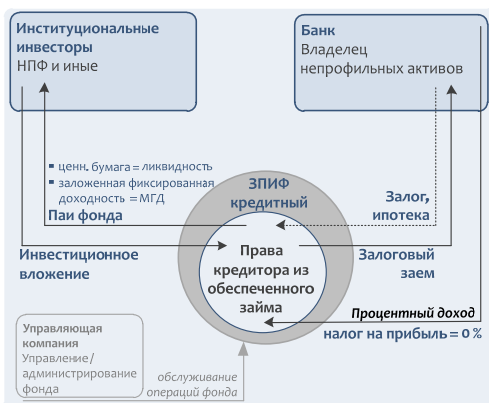 Институциональные
инвесторы
НПФ и иные
Банк
Владелец
непрофильных активов
ценн. бумага = ликвидность
заложенная фиксированная
доходность = МГД
Паи фонда
ЗПИФ
кредитный
Залог,
ипотека
Инвестиционное
вложение
Права
кредитора из
обеспеченного
займа
Залоговый
заем
Процентный доход
налог на прибыль = 0 %
Управляющая
компания
Управление/
администрирование
фонда
обслуживание
операций фонда